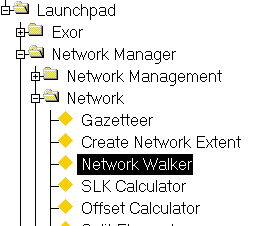 Launchpad
Exor
Network Manager
Network Management
Network
Gazetteer
Create Network Extent
Network Walker
SLK Calculator
Offset Calculator